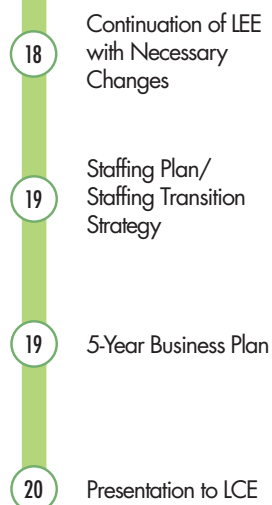 18
Continuation of LEE
with Necessary
Changes
19
Staffing Plan/
Staffing Transition
Strategy
19
5-Year Business Plan
20
Presentation to LCE